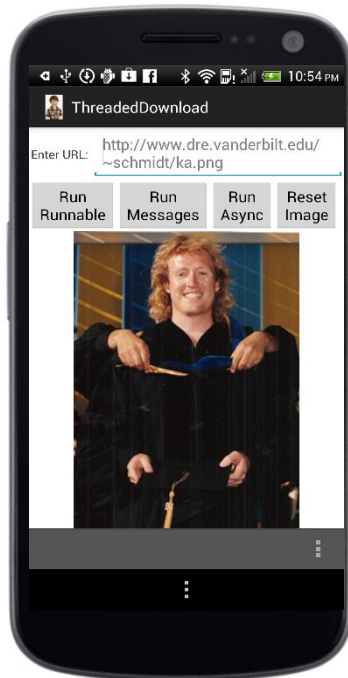 10:54 PM
ThreadedDownload
Enter URL:
http://www.dre.vanderbilt.edu/
~schmidt/ka.png
Run
Runnable
Run
Messages
Run
Async
Reset
Image